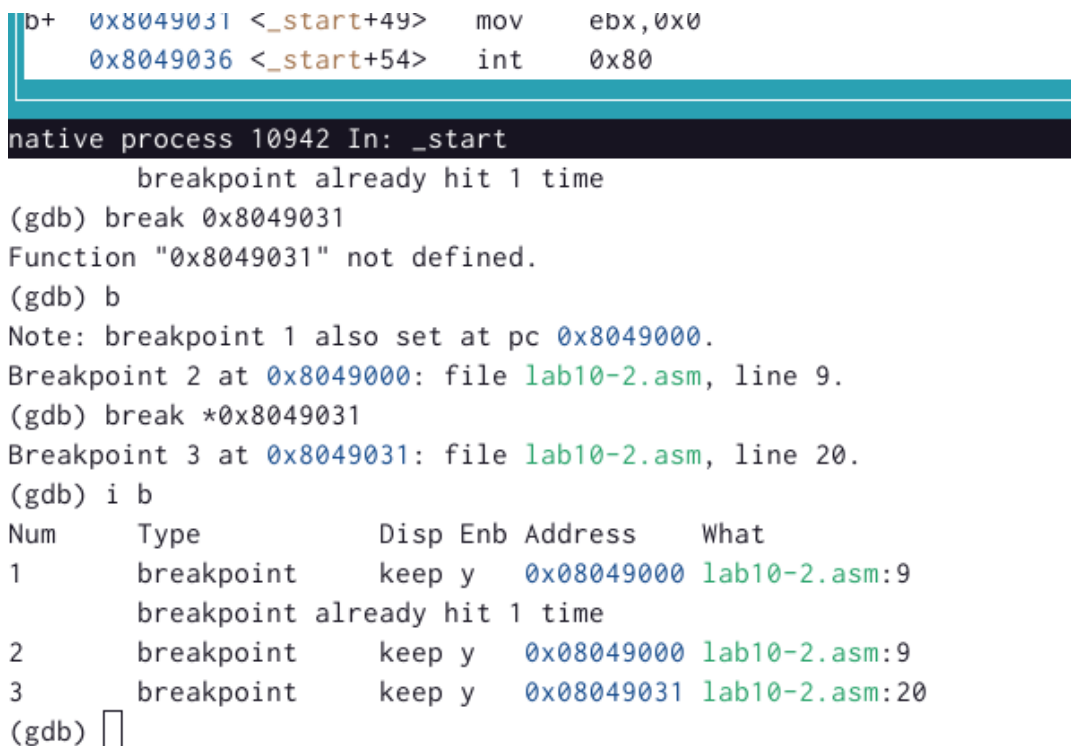 b+  0x8049031 <_start+49>   mov    ebx,0x0
    0x8049036 <_start+54>   int    0x80
native process 10942 In: _start
        breakpoint already hit 1 time
(gdb) break 0x8049031
Function "0x8049031" not defined.
(gdb) b
Note: breakpoint 1 also set at pc 0x8049000.
Breakpoint 2 at 0x8049000: file lab10-2.asm, line 9.
(gdb) break *0x8049031
Breakpoint 3 at 0x8049031: file lab10-2.asm, line 20.
(gdb) i b
Num     Type           Disp Enb Address    What
1       breakpoint     keep y   0x08049000 lab10-2.asm:9
        breakpoint already hit 1 time
2       breakpoint     keep y   0x08049000 lab10-2.asm:9
3       breakpoint     keep y   0x08049031 lab10-2.asm:20
(gdb)